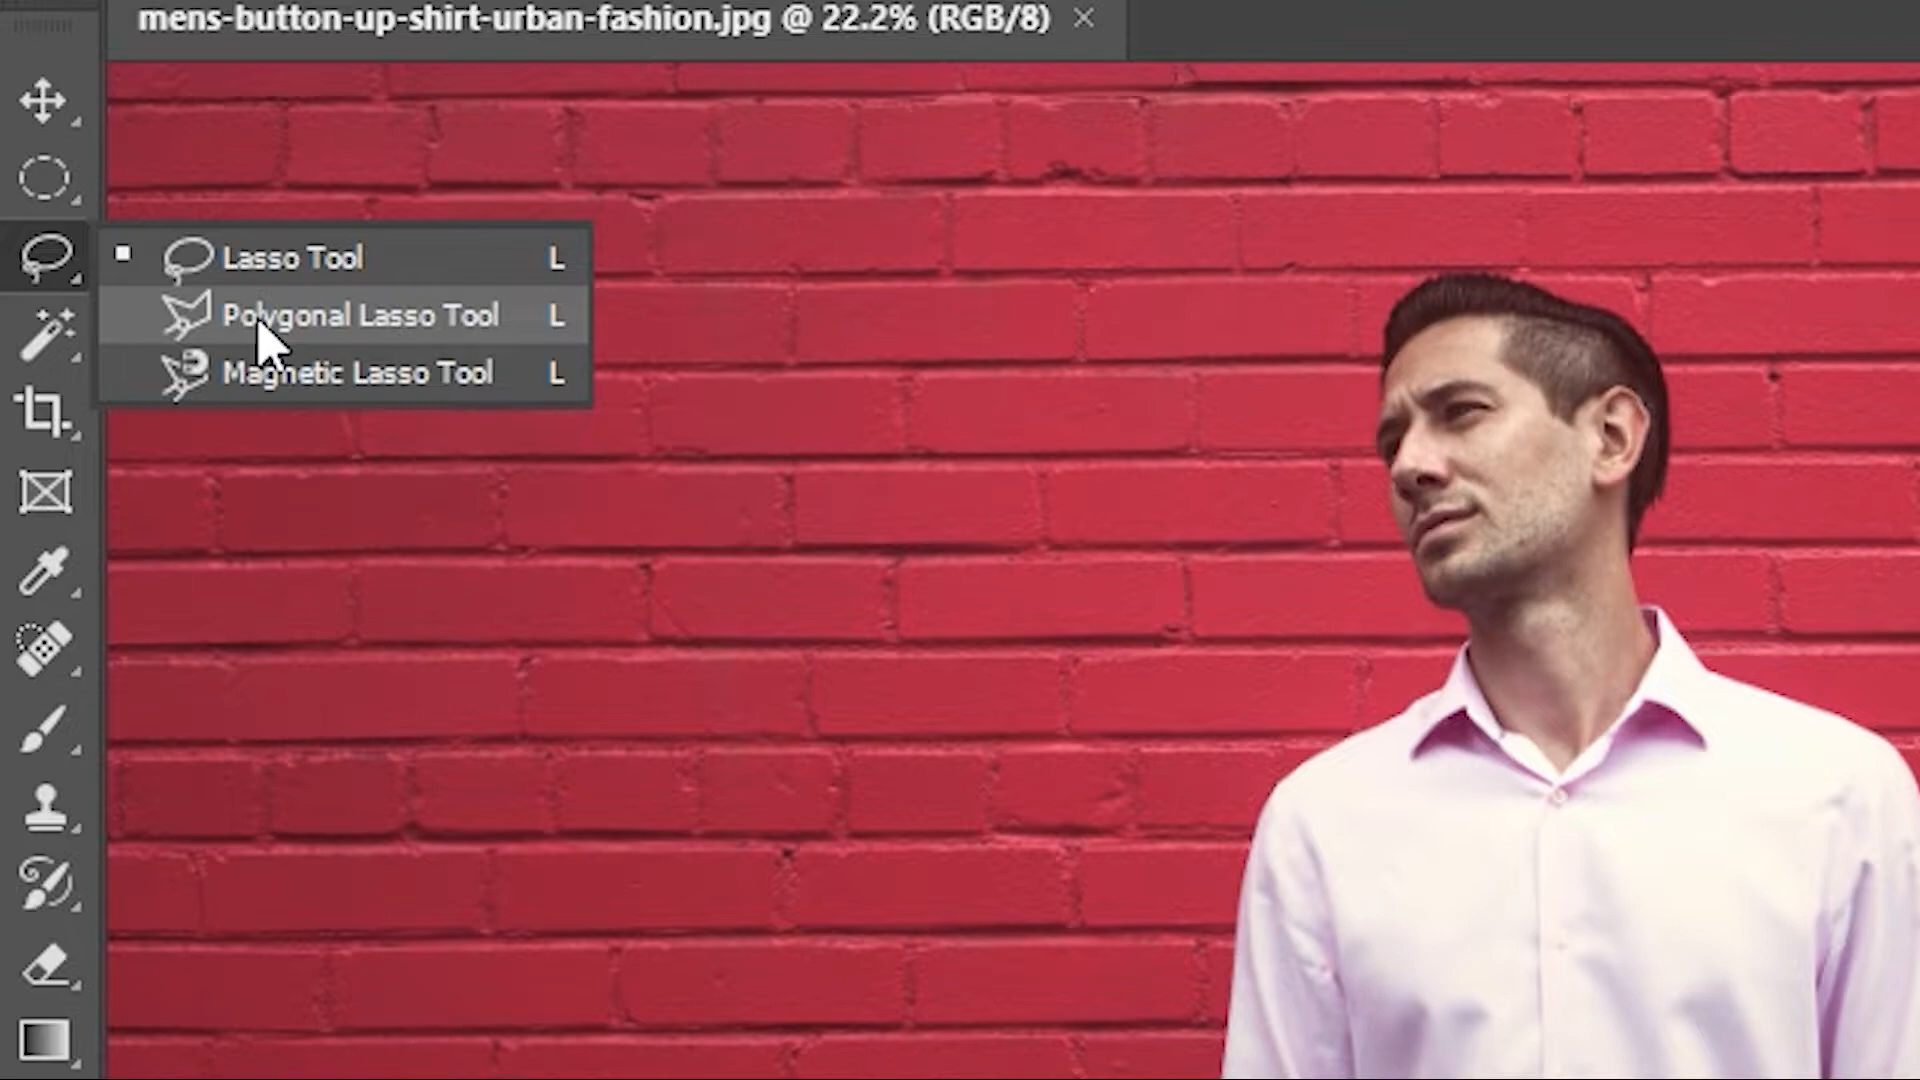 mens-button-up-shirt-urban-fashion.jpg @ 22.2% (RGB/8) ×
Lasso Tool L
Polygonal Lasso Tool L
Magnetic Lasso Tool L